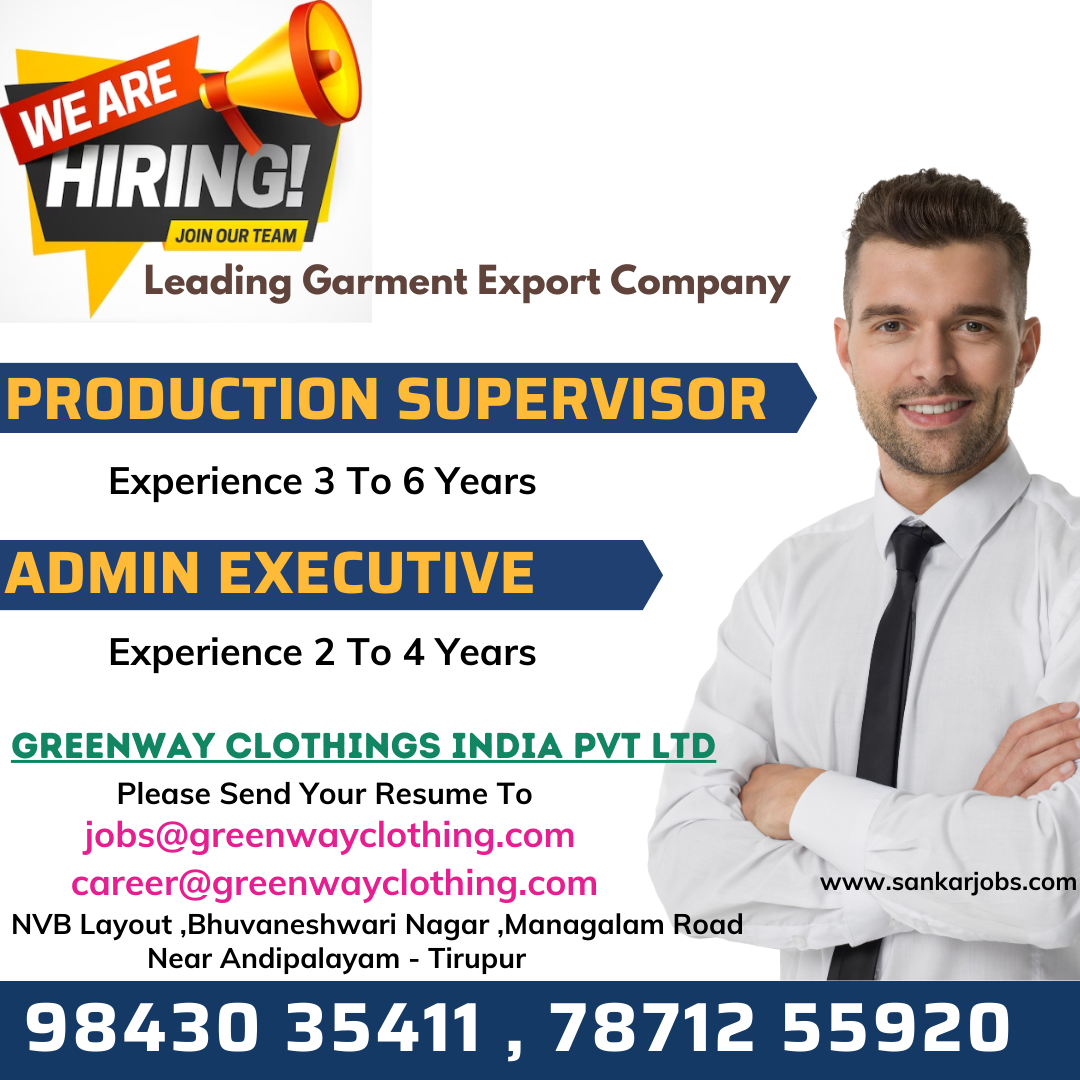 WE ARE
HIRING!
JOIN OUR TEAM
Leading Garment Export Company
PRODUCTION SUPERVISOR
Experience 3 To 6 Years
ADMIN EXECUTIVE
Experience 2 To 4 Years
GREENWAY CLOTHINGS INDIA PVT LTD
Please Send Your Resume To
jobs@greenwayclothing.com
career@greenwayclothing.com
www.sankarjobs.com
NVB Layout ,Bhuvaneshwari Nagar ,Managalam Road
Near Andipalayam - Tirupur
98430 35411 , 78712 55920